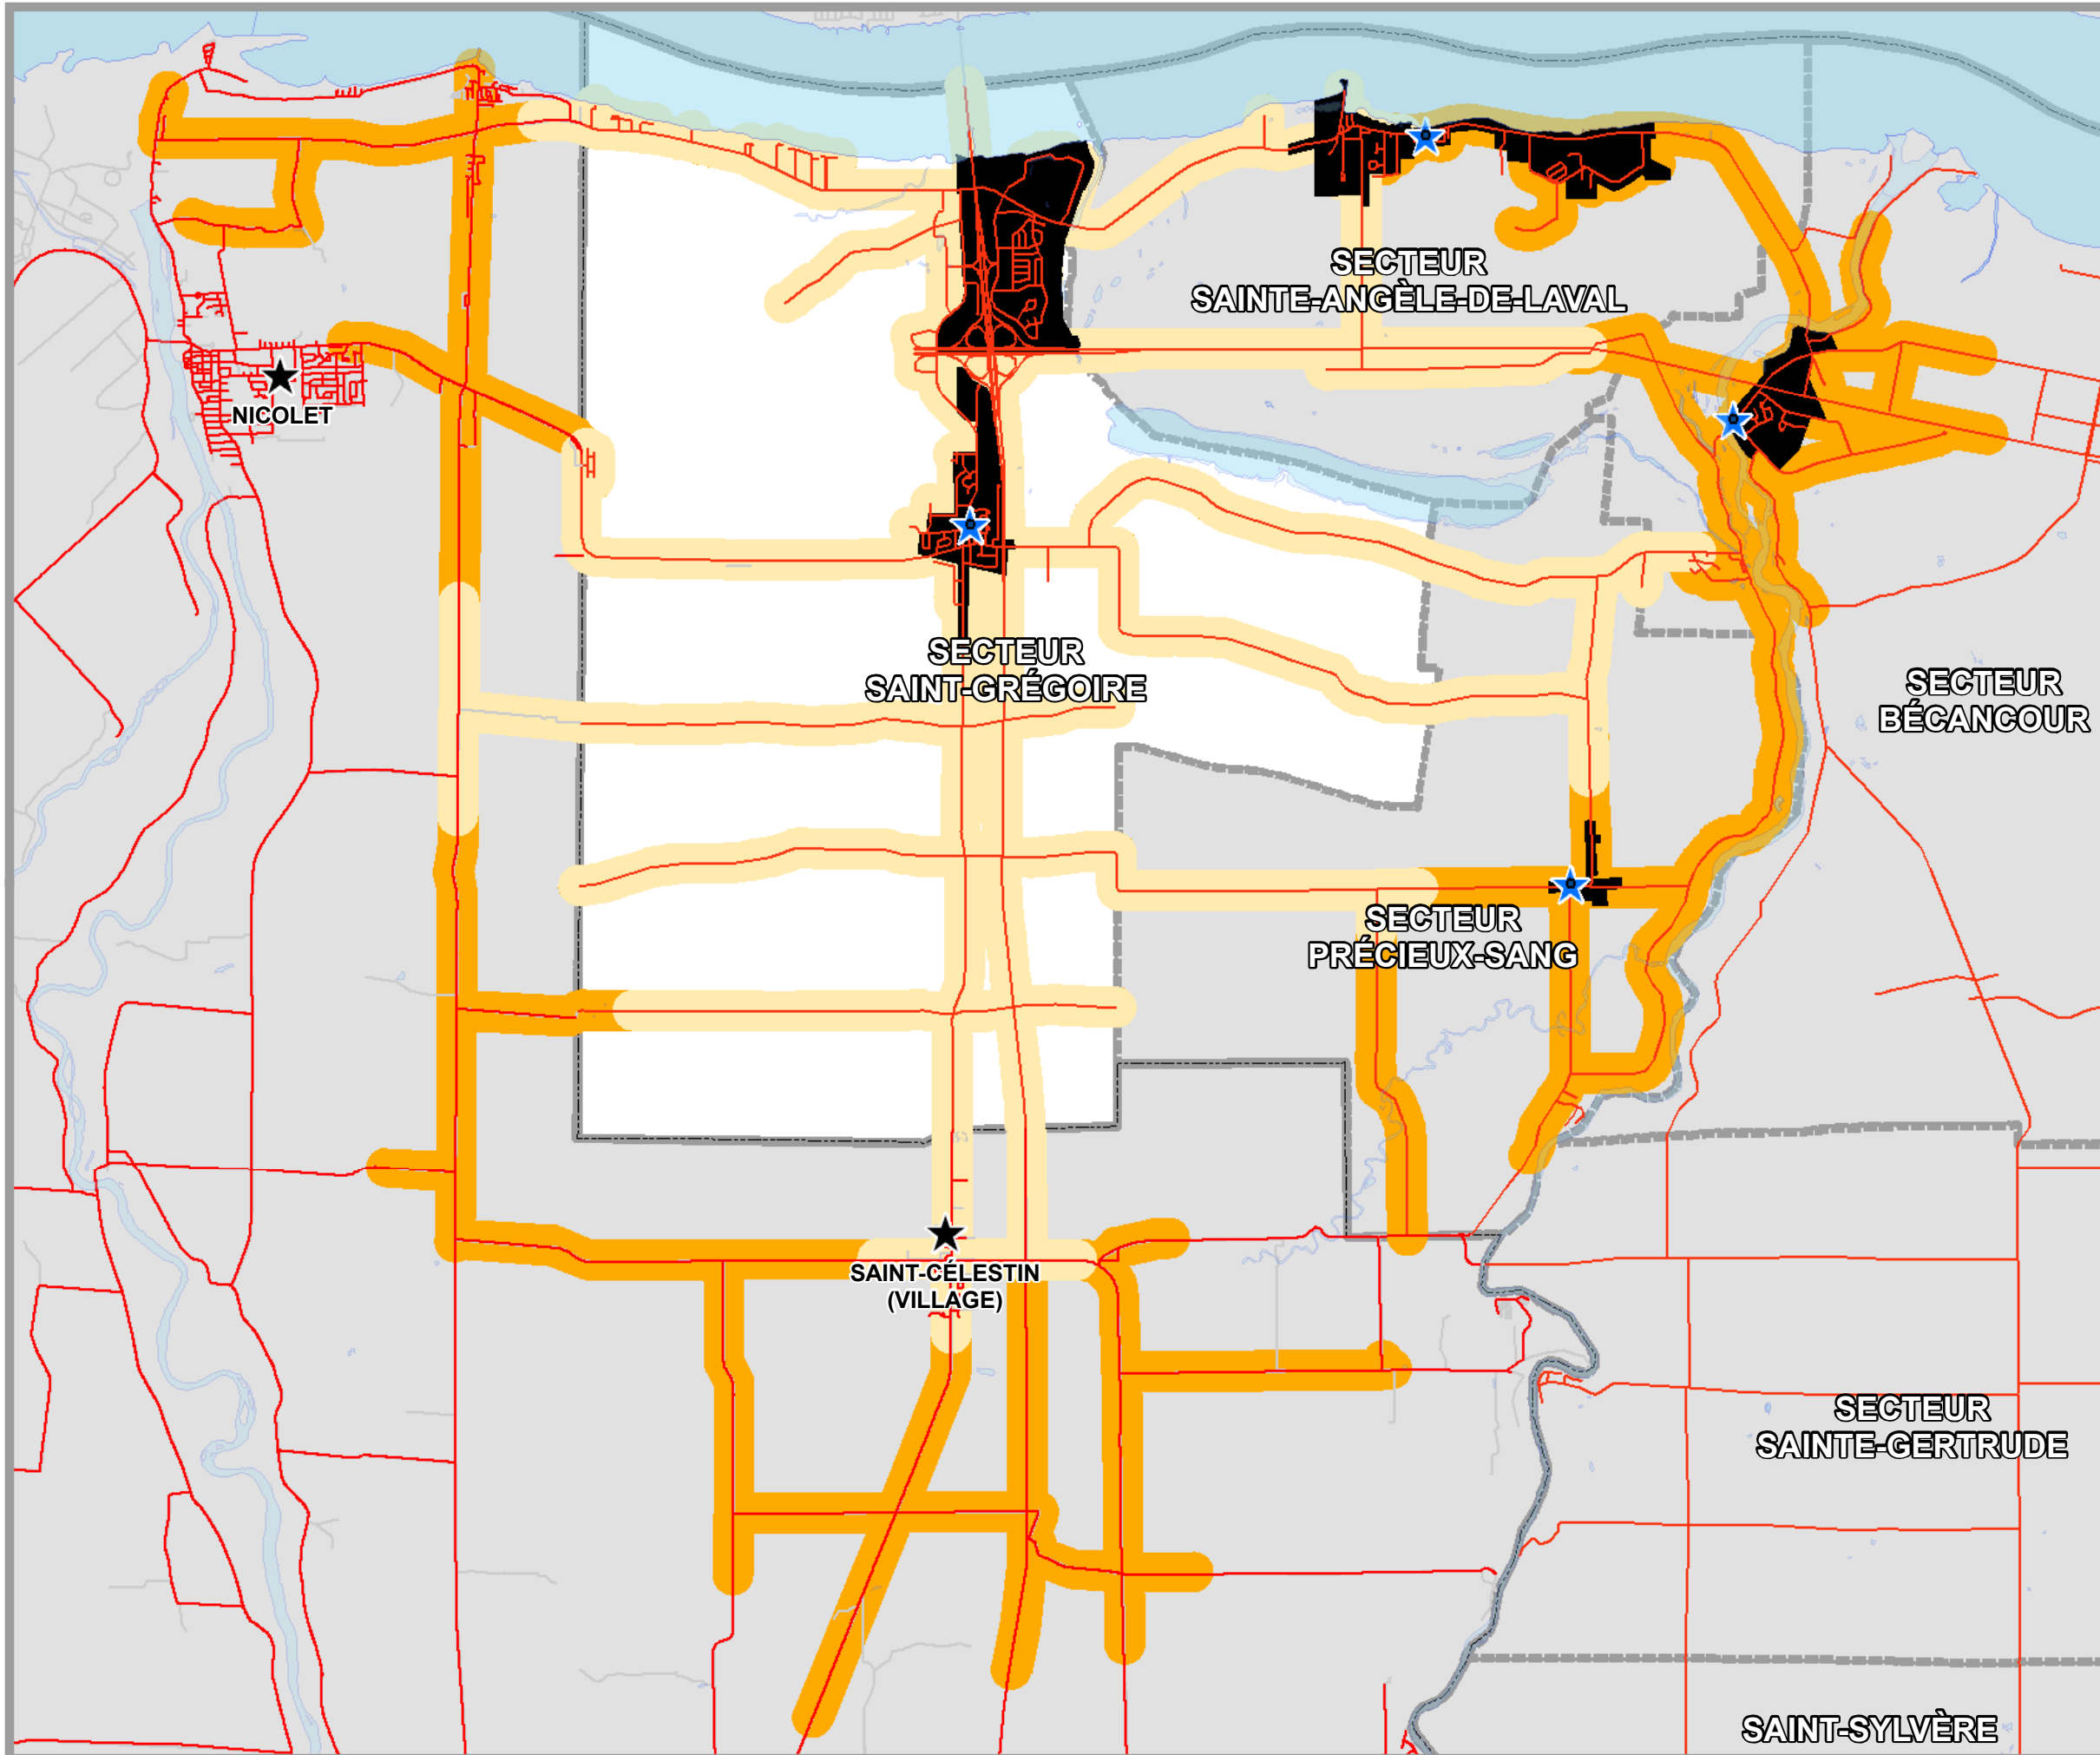 SECTEUR
SAINTE-ANGÈLE-DE-LAVAL
NICOLET
SECTEUR
SAINT-GRÉGOIRE
SECTEUR
BÉCANCOUR
SECTEUR
PRÉCIEUX-SANG
SAINT-CÉLESTIN
(VILLAGE)
SECTEUR
SAINTE-GERTRUDE
SAINT-SYLVÈRE